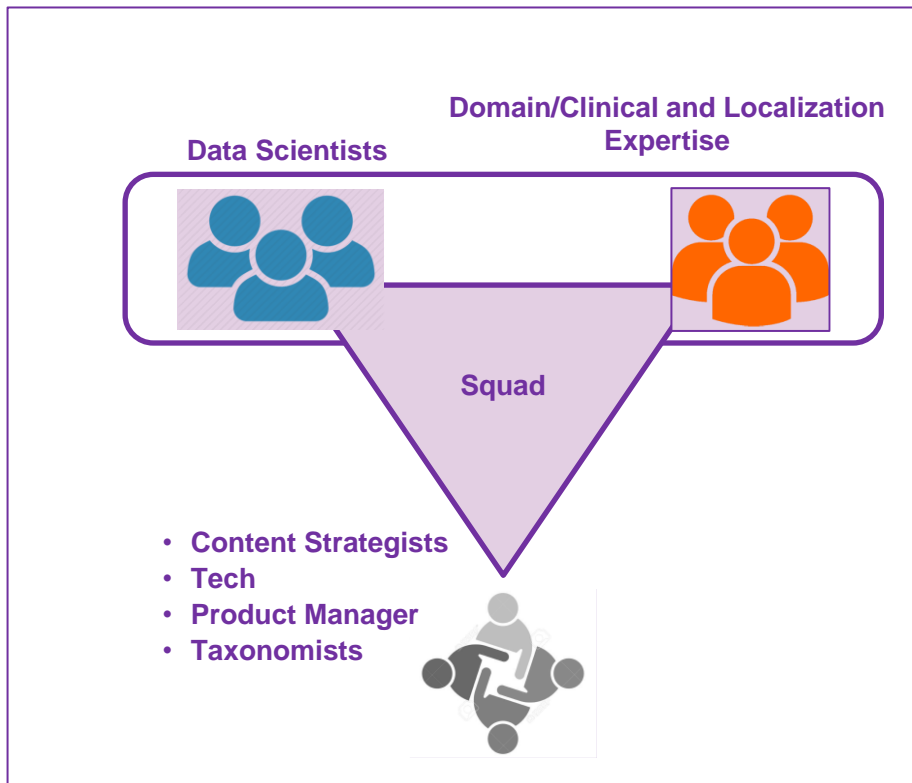 Domain/Clinical and Localization
Expertise
Data Scientists
Squad
• Content Strategists
• Tech
• Product Manager
• Taxonomists